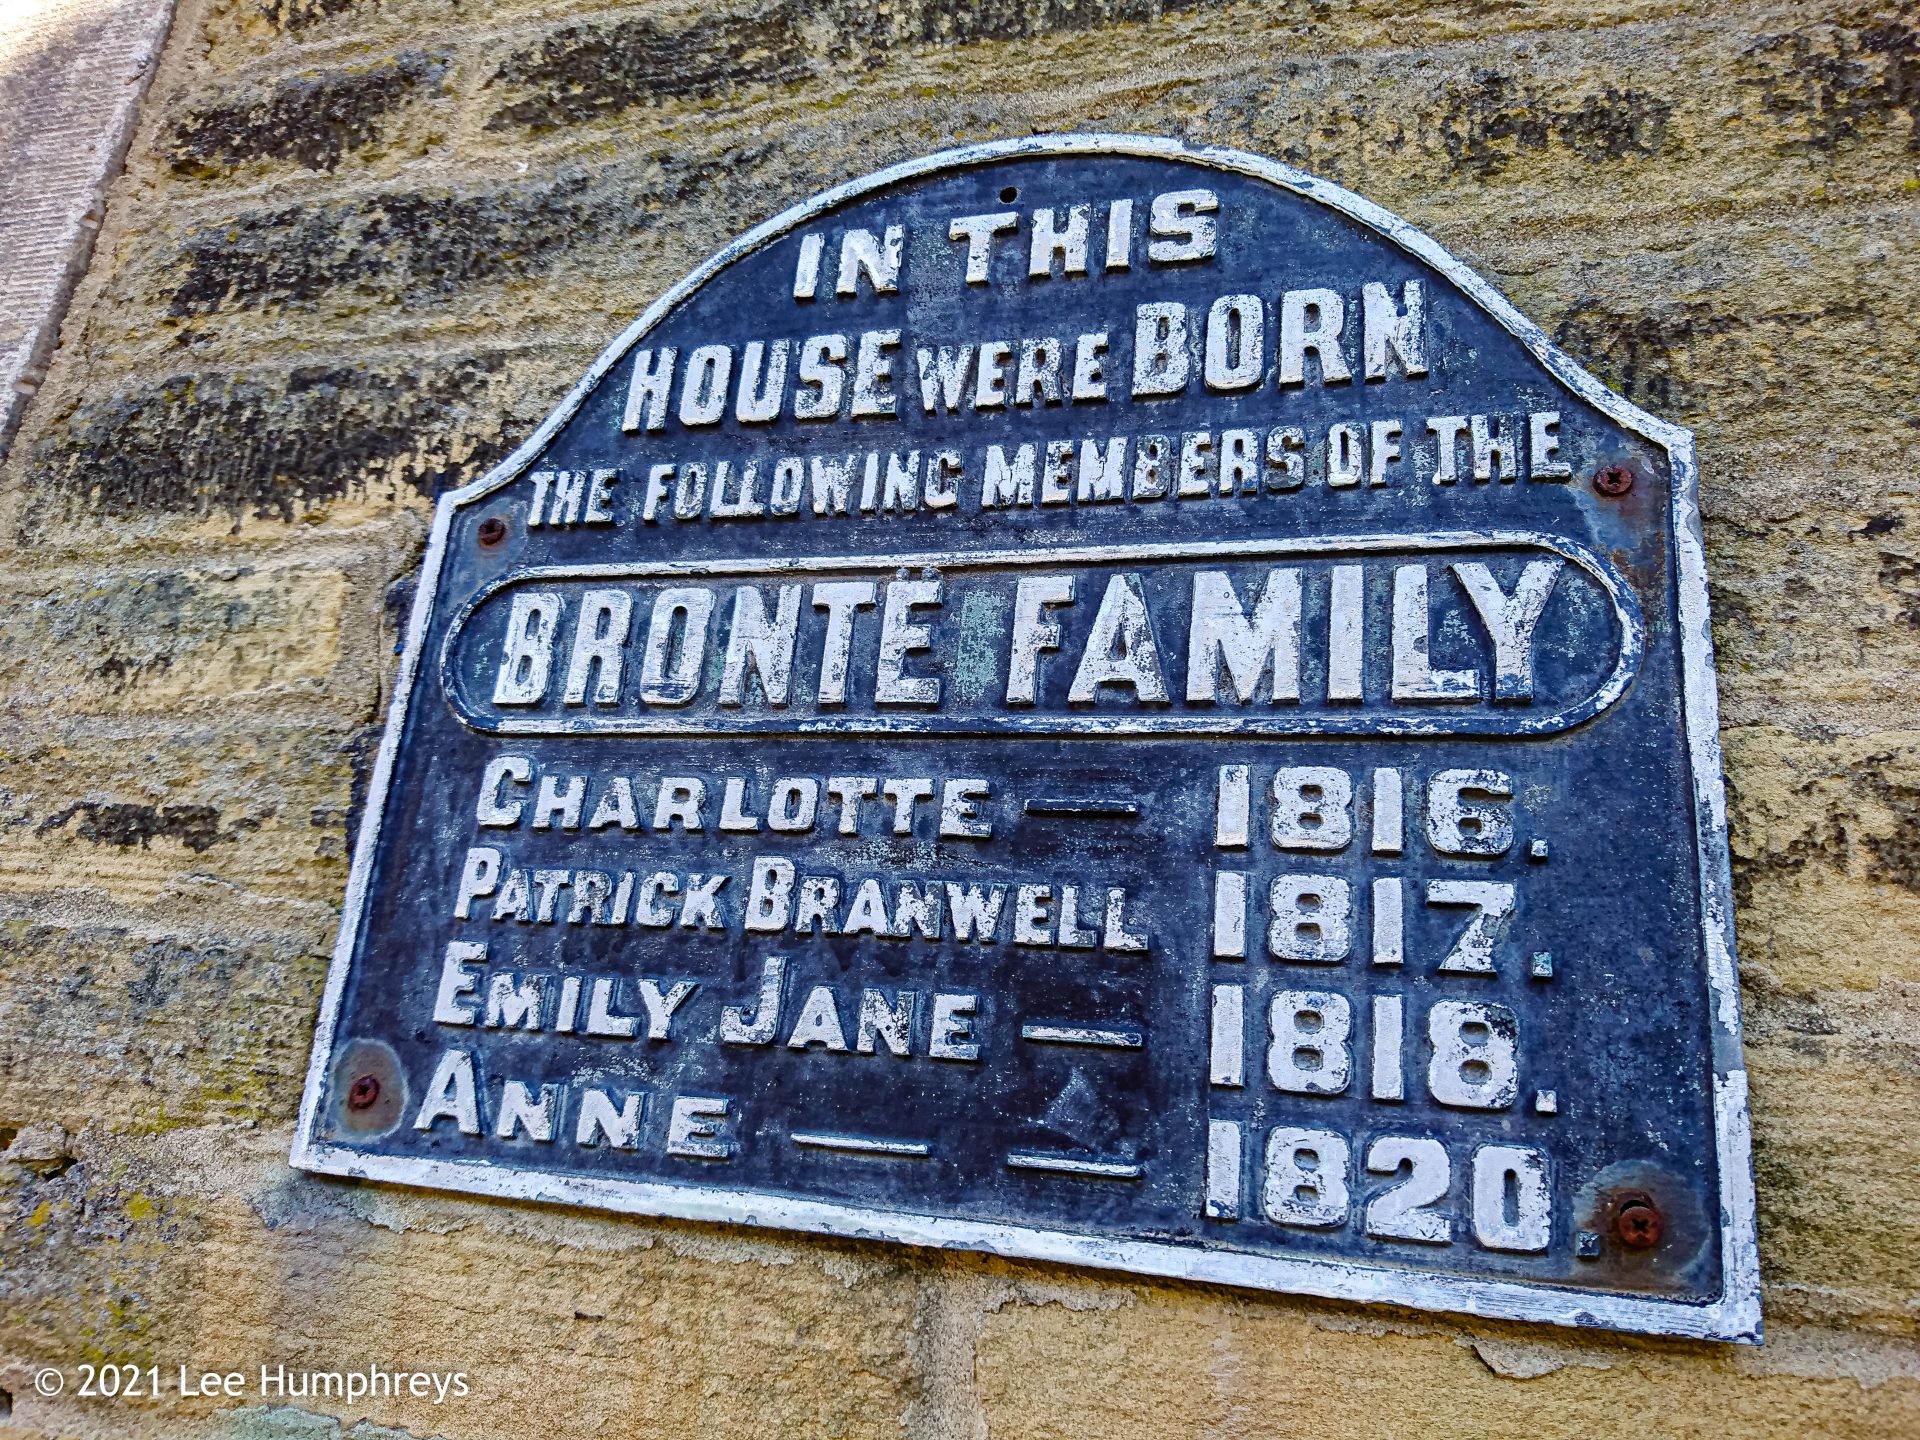 IN THIS
HOUSE WERE BORN
THE FOLLOWING MEMBERS OF THE
BRONTË FAMILY
CHARLOTTE — 1816.
PATRICK BRANWELL 1817.
EMILY JANE — 1818.
ANNE — — 1820.
© 2021 Lee Humphreys